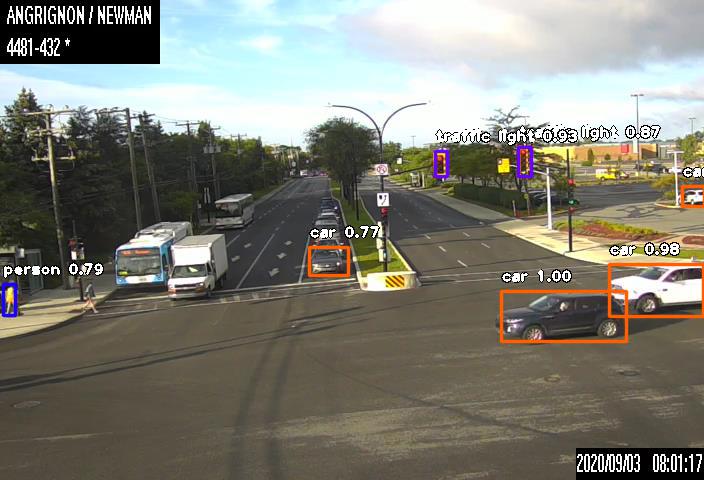 ANGRIGNON / NEWMAN
4481-432 *
traffic light 0.93
light 0.87
car
car 0.77
car 0.98
person 0.79
car 1.00
2020/09/03 08:01:17